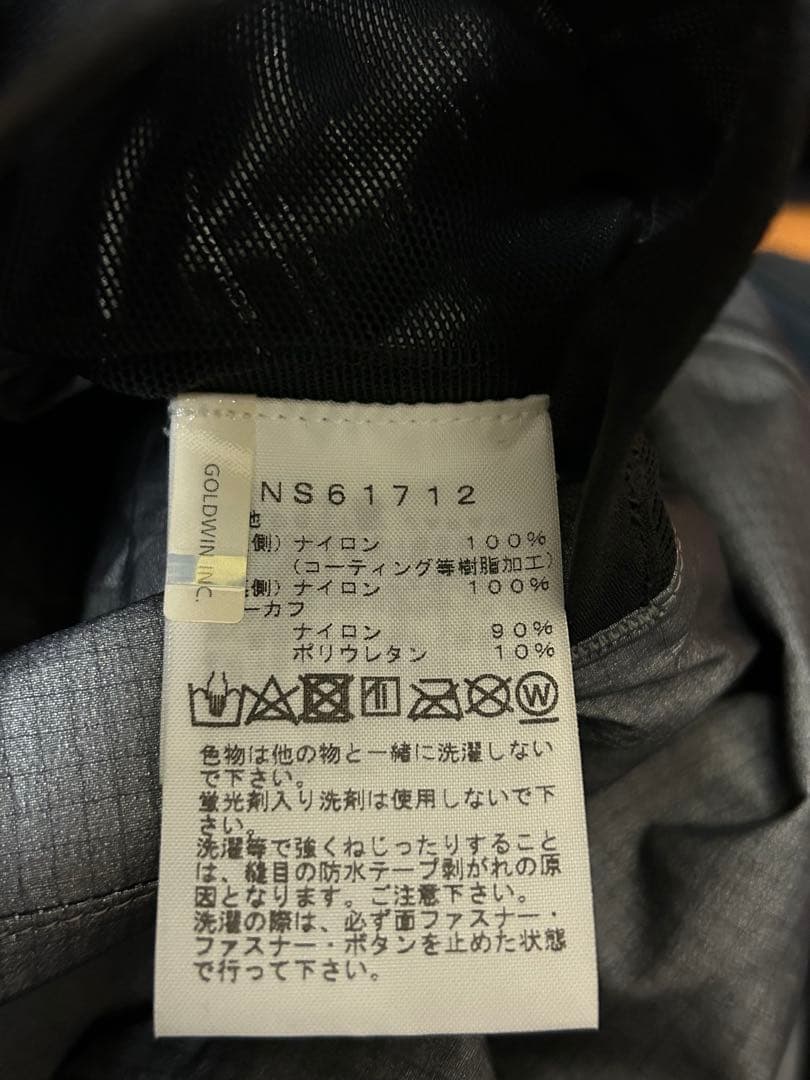 GOLDWIN INC.
NS61712
地
側）ナイロン 100%
（コーティング等樹脂加工）
側）ナイロン 100%
ーカフ
ナイロン 90%
ポリウレタン 10%
W
色物は他の物と一緒に洗濯しない
で下さい。
蛍光剤入り洗剤は使用しないで下
さい。
洗濯等で強くねじったりすること
は、縫目の防水テープ剥がれの原
因となります。ご注意下さい。
洗濯の際は、必ず面ファスナー・
ファスナー・ボタンを止めた状態
で行って下さい。